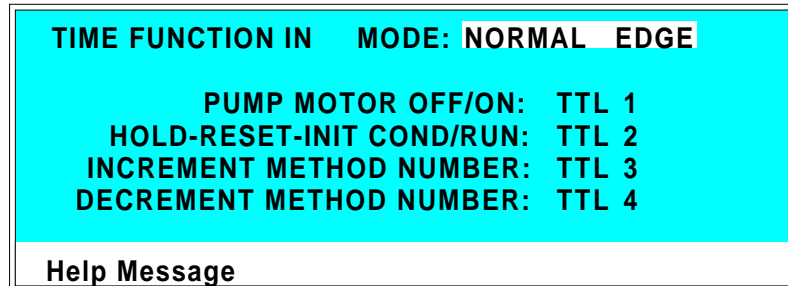 TIME FUNCTION IN MODE: NORMAL EDGE
PUMP MOTOR OFF/ON: TTL 1
HOLD-RESET-INIT COND/RUN: TTL 2
INCREMENT METHOD NUMBER: TTL 3
DECREMENT METHOD NUMBER: TTL 4
Help Message